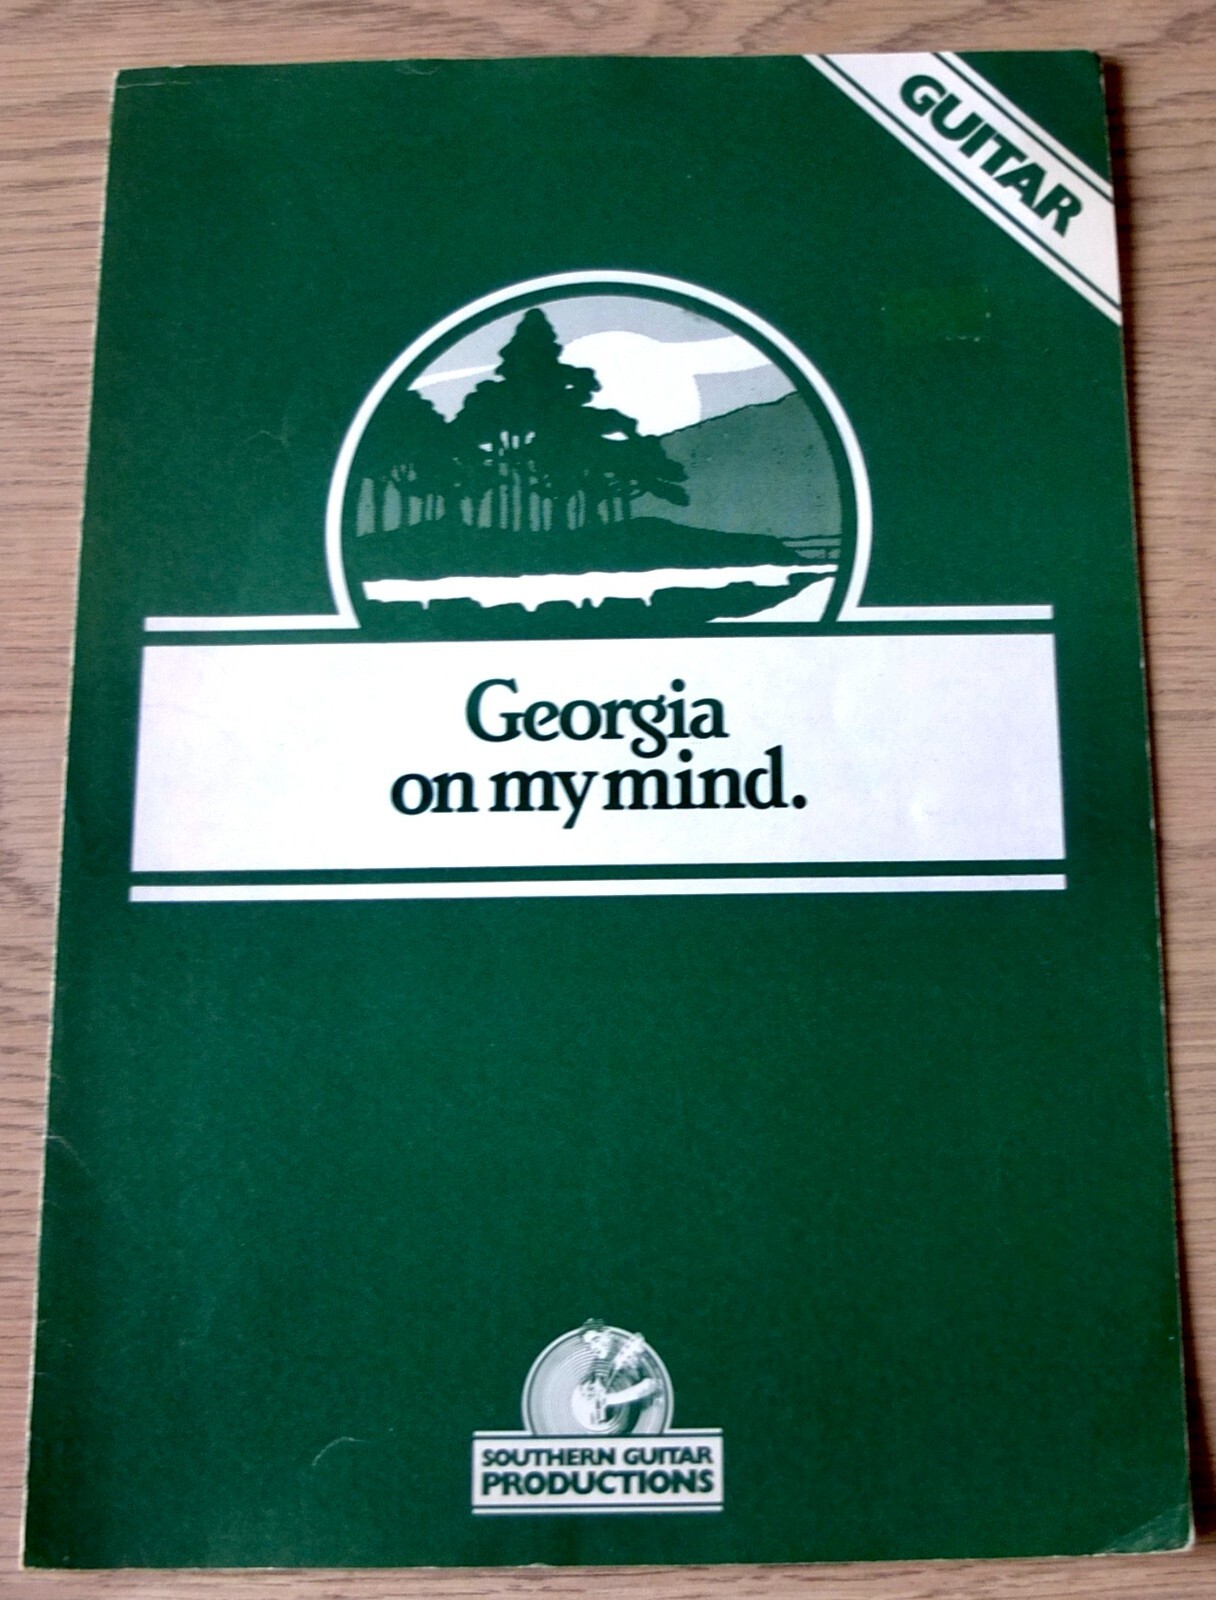 GUITAR
Georgia
on my mind.
SOUTHERN GUITAR
PRODUCTIONS